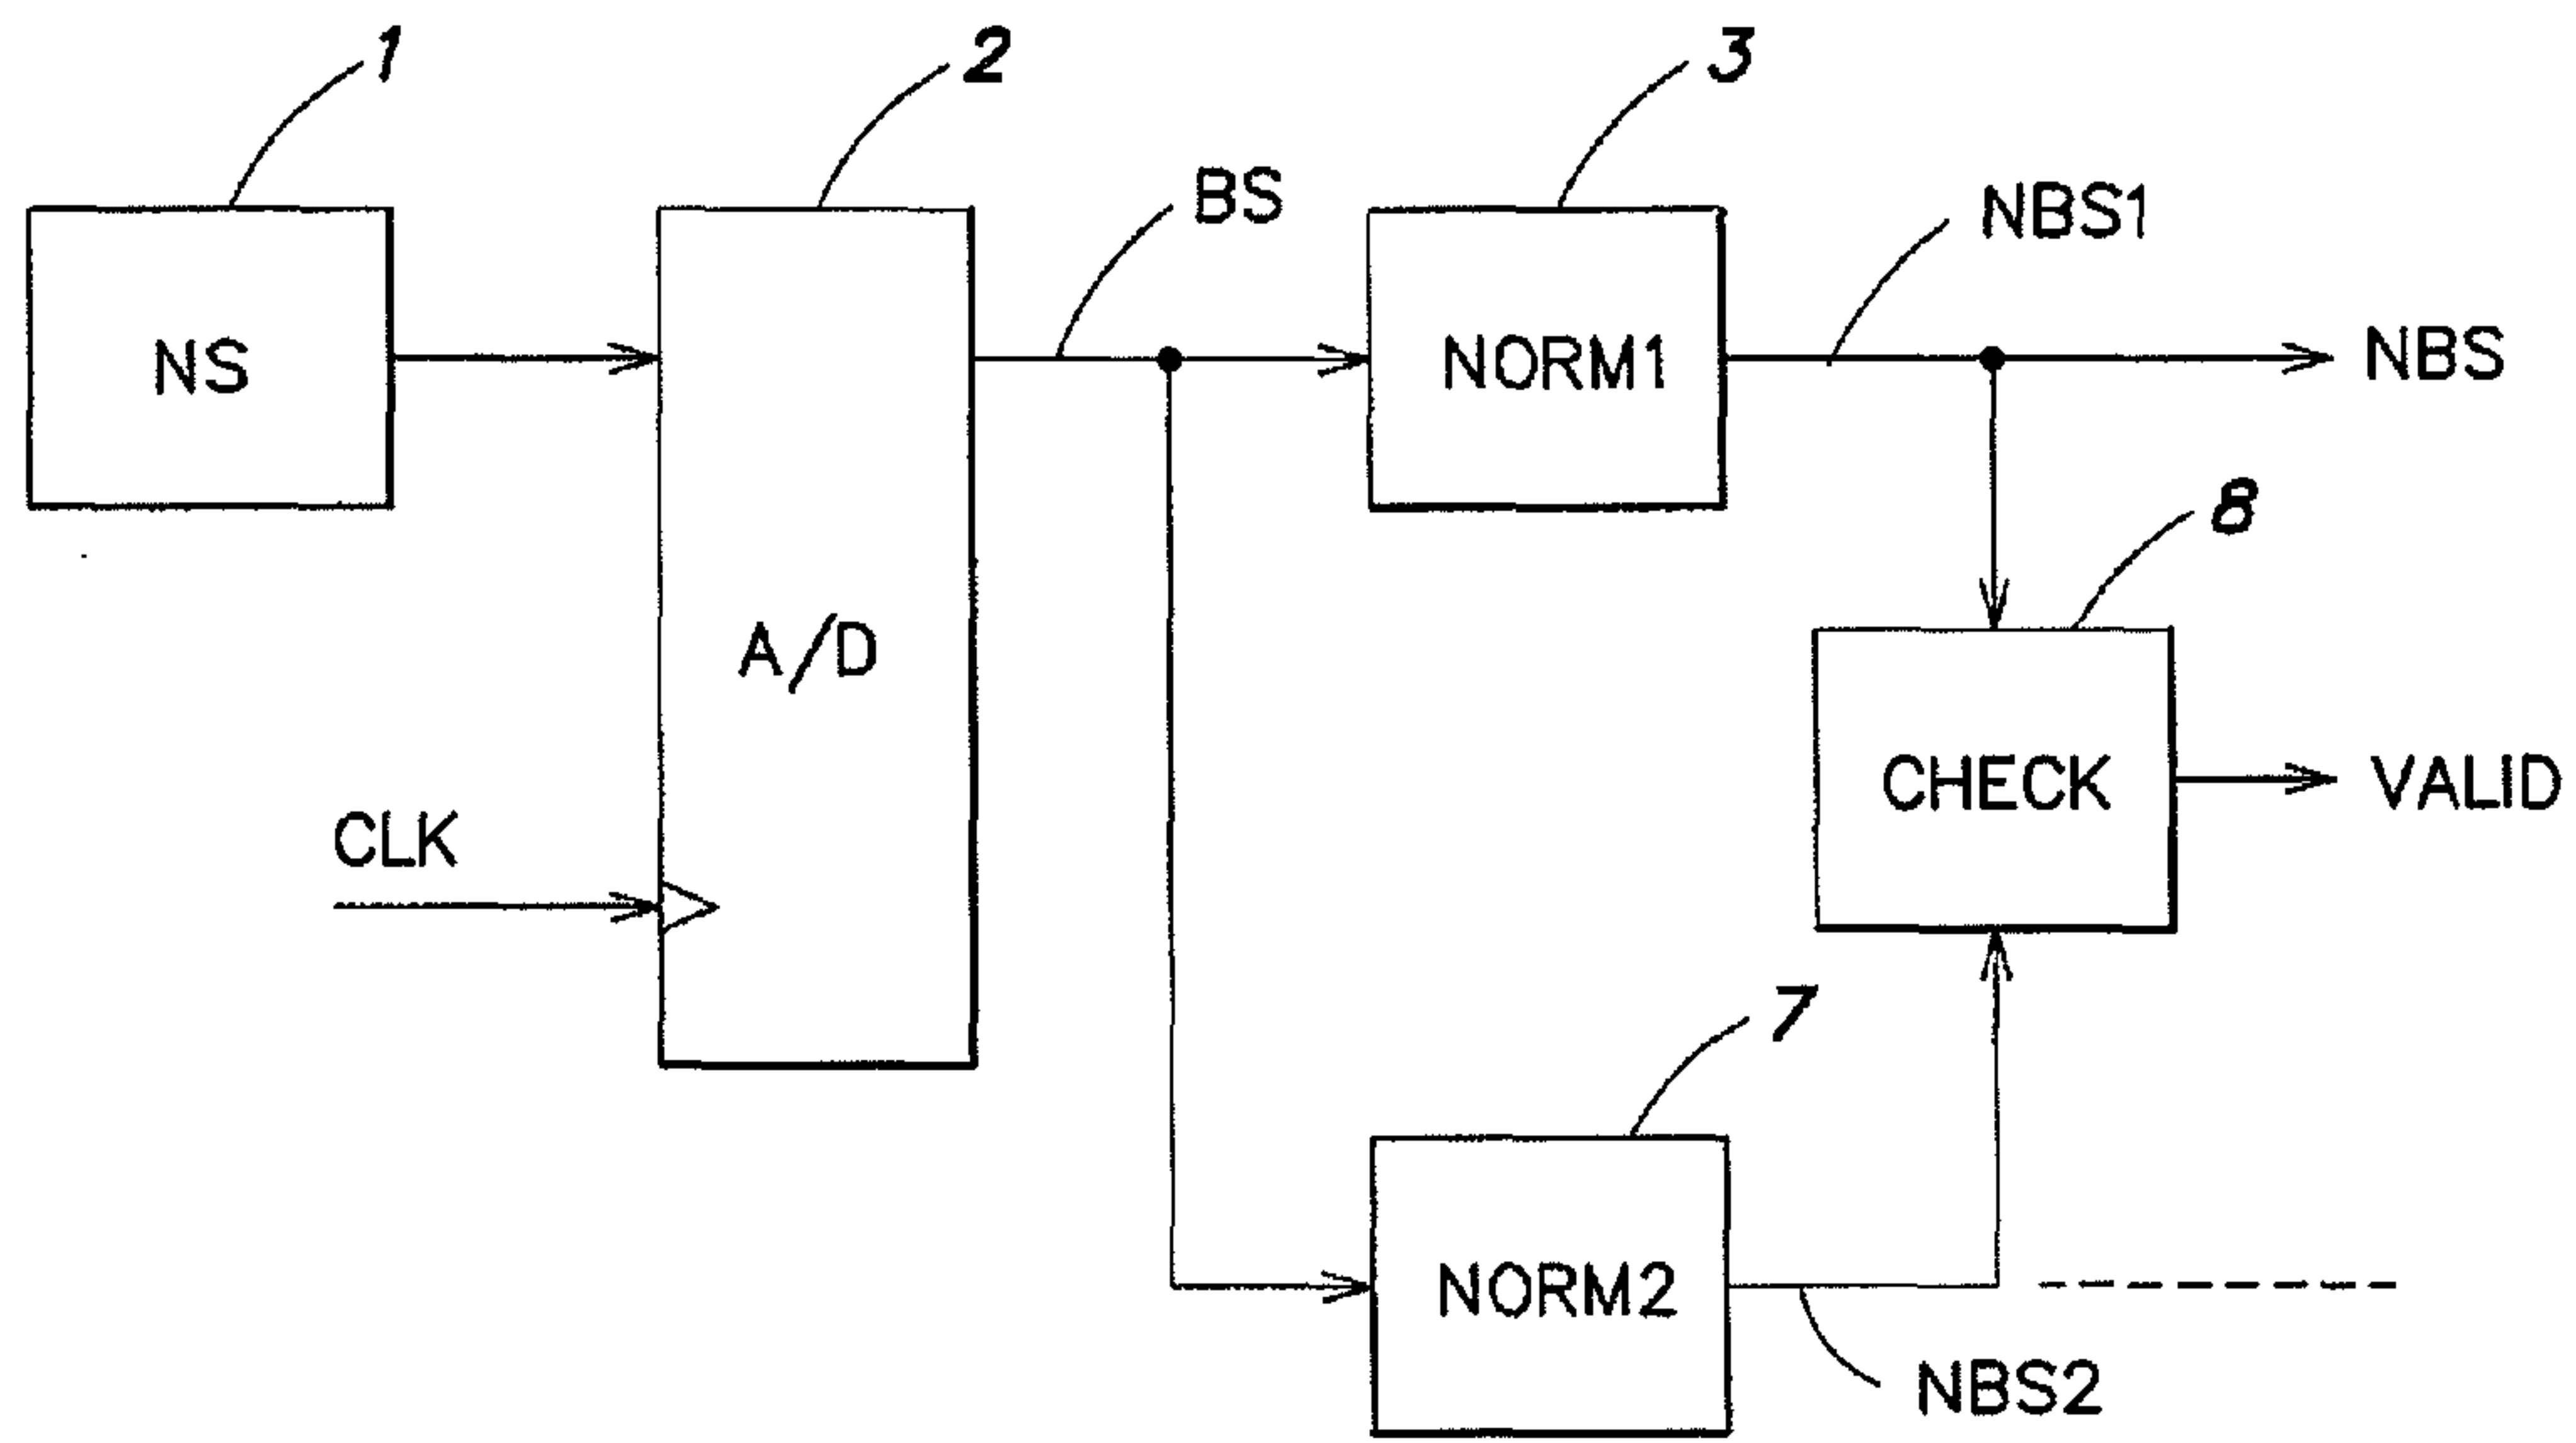 1
2
3
BS
NBS1
NS
NORM1
NBS
8
A/D
CHECK
VALID
CLK
7
NORM2
NBS2